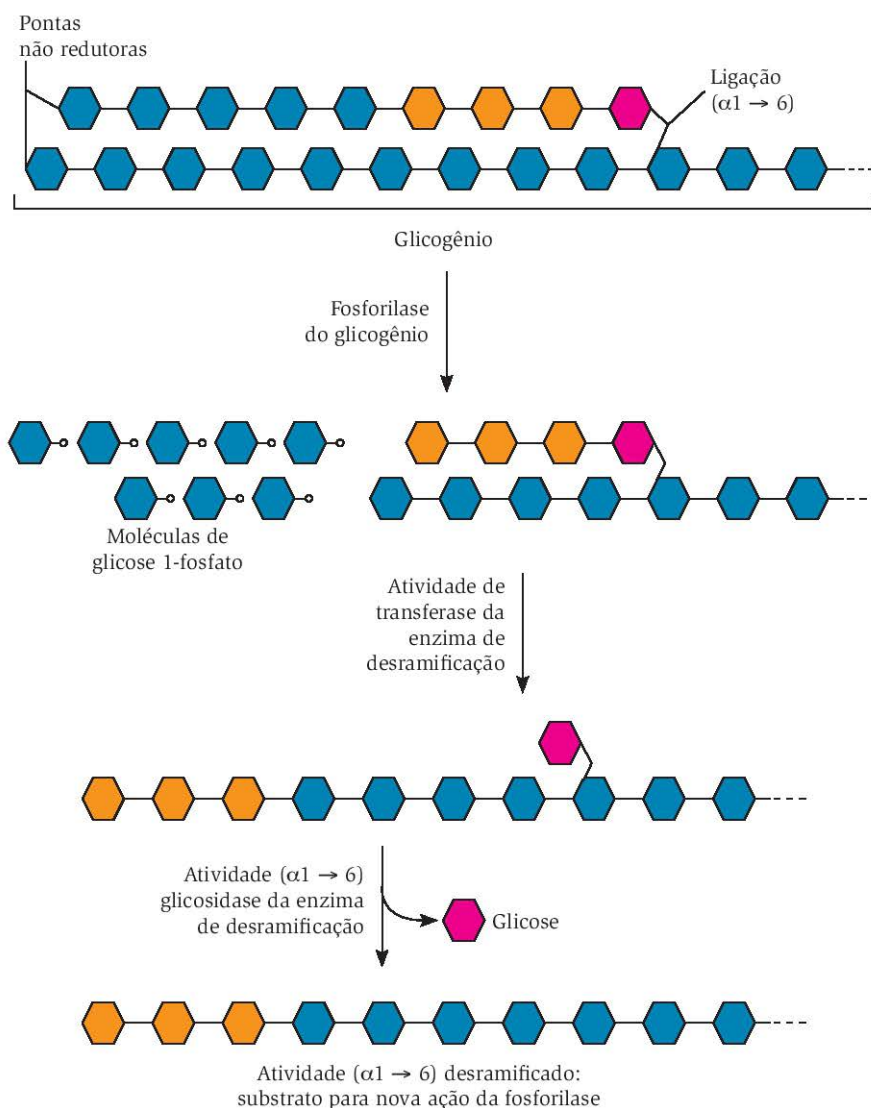 Pontas
não redutoras
Ligação
(α1 → 6)
Glicogênio
Fosforilase
do glicogênio
Moléculas de
glicose 1-fosfato
Atividade de
transferase da
enzima de
desramificação
Atividade (α1 → 6)
glicosidase da enzima
de desramificação
Glicose
Atividade (α1 → 6) desramificado:
substrato para nova ação da fosforilase